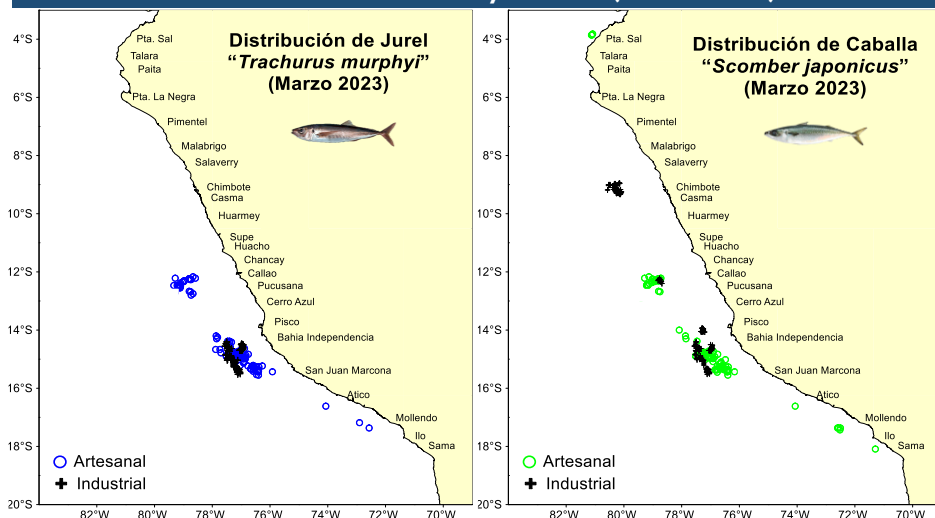 Distribución de Jurel
“Trachurus murphyi”
(Marzo 2023)
4°S
6°S
8°S
10°S
12°S
14°S
16°S
18°S
20°S
Pta. Sal
Talara
Paita
Pta. La Negra
Pimentel
Malabrigo
Salaverry
Chimbote
Casma
Huarmey
Supe
Huacho
Chancay
Callao
Pucusana
Cerro Azul
Pisco
Bahia Independencia
San Juan Marcona
Atico
Mollendo
Ilo
Sama
Artesanal
Industrial
82°W 80°W 78°W 76°W 74°W 72°W 70°W
Distribución de Caballa
“Scomber japonicus”
(Marzo 2023)
4°S
6°S
8°S
10°S
12°S
14°S
16°S
18°S
20°S
Pta. Sal
Talara
Paita
Pta. La Negra
Pimentel
Malabrigo
Salaverry
Chimbote
Casma
Huarmey
Supe
Huacho
Chancay
Callao
Pucusana
Cerro Azul
Pisco
Bahia Independencia
San Juan Marcona
Atico
Mollendo
Ilo
Sama
Artesanal
Industrial
82°W 80°W 78°W 76°W 74°W 72°W 70°W